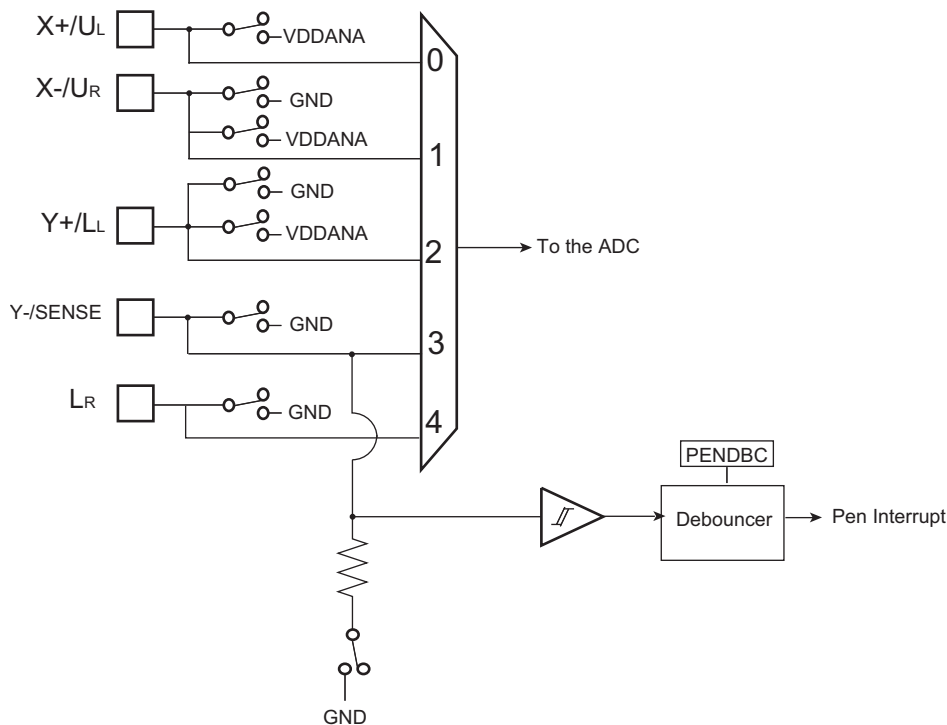 X+/UL
VDDANA
0
X-/UR
GND
VDDANA
1
GND
Y+/LL
VDDANA
2
To the ADC
Y-/SENSE
GND
3
LR
GND
4
PENDBC
Debouncer
Pen Interrupt
GND